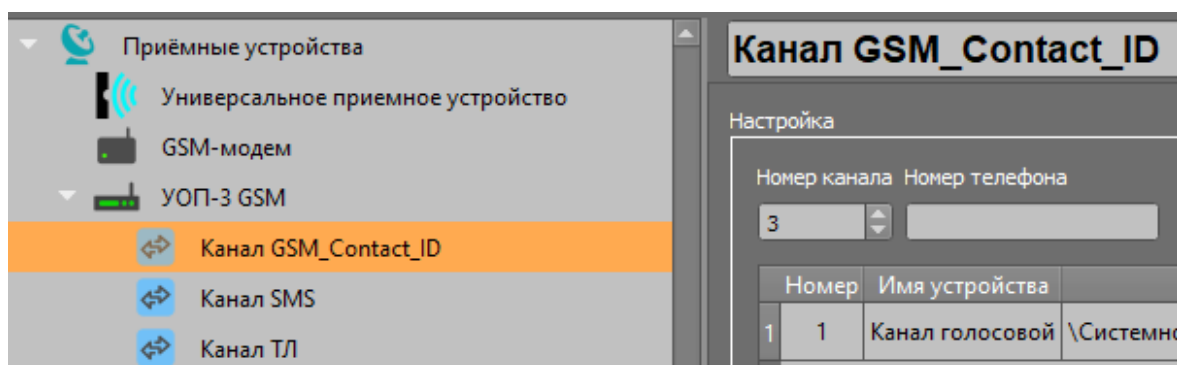 Приёмные устройства
Универсальное приемное устройство
GSM-модем
УОП-3 GSM
Канал GSM_Contact_ID
Канал SMS
Канал ТЛ
Канал GSM_Contact_ID
Настройка
Номер канала Номер телефона
3
Номер Имя устройства
1 1 Канал голосовой \Системно